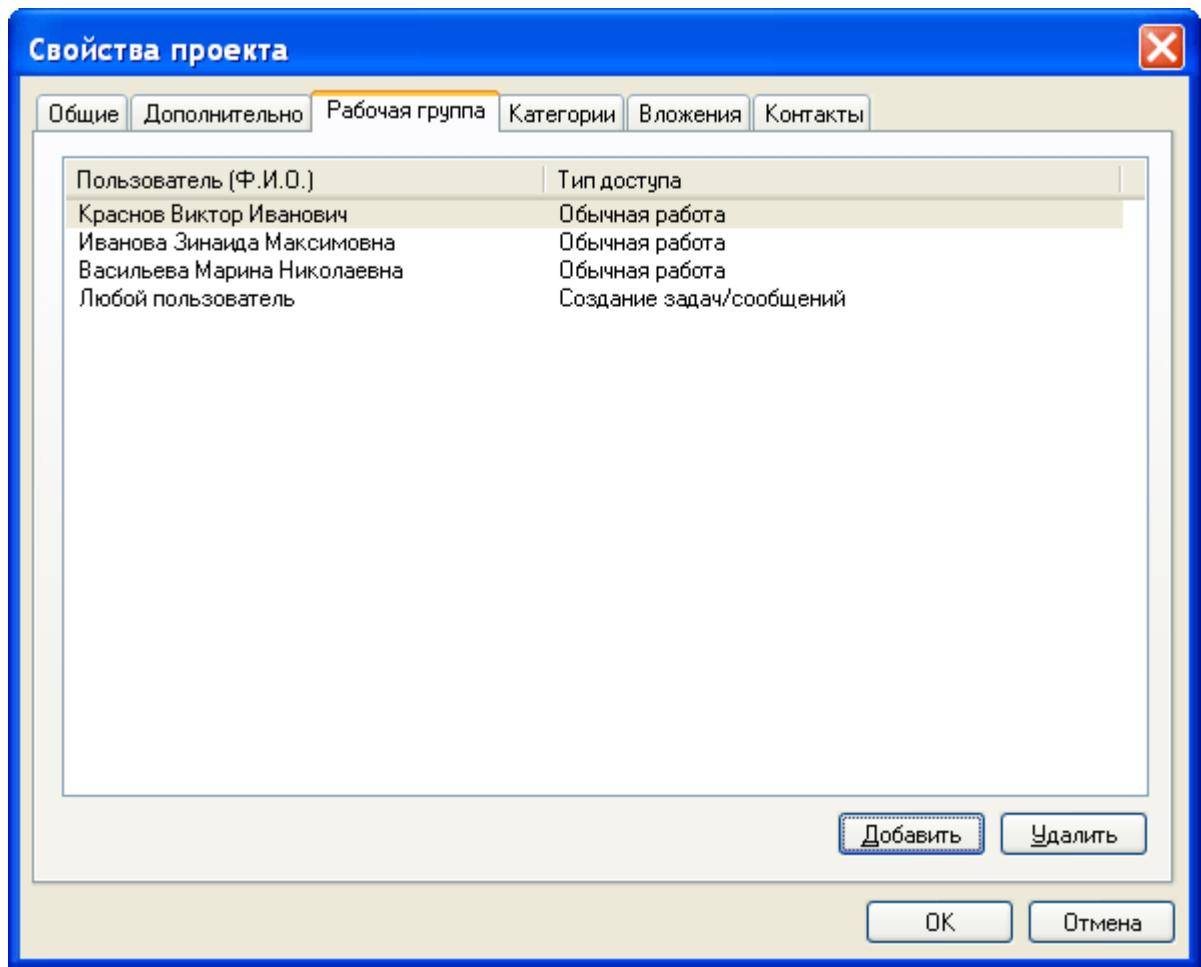 Свойства проекта
Общие Дополнительно Рабочая группа Категории Вложения Контакты
Пользователь (Ф.И.О.) Тип доступа
Краснов Виктор Иванович Обычная работа
Иванова Зинаида Максимовна Обычная работа
Васильева Марина Николаевна Обычная работа
Любой пользователь Создание задач/сообщений
Добавить Удалить
OK Отмена